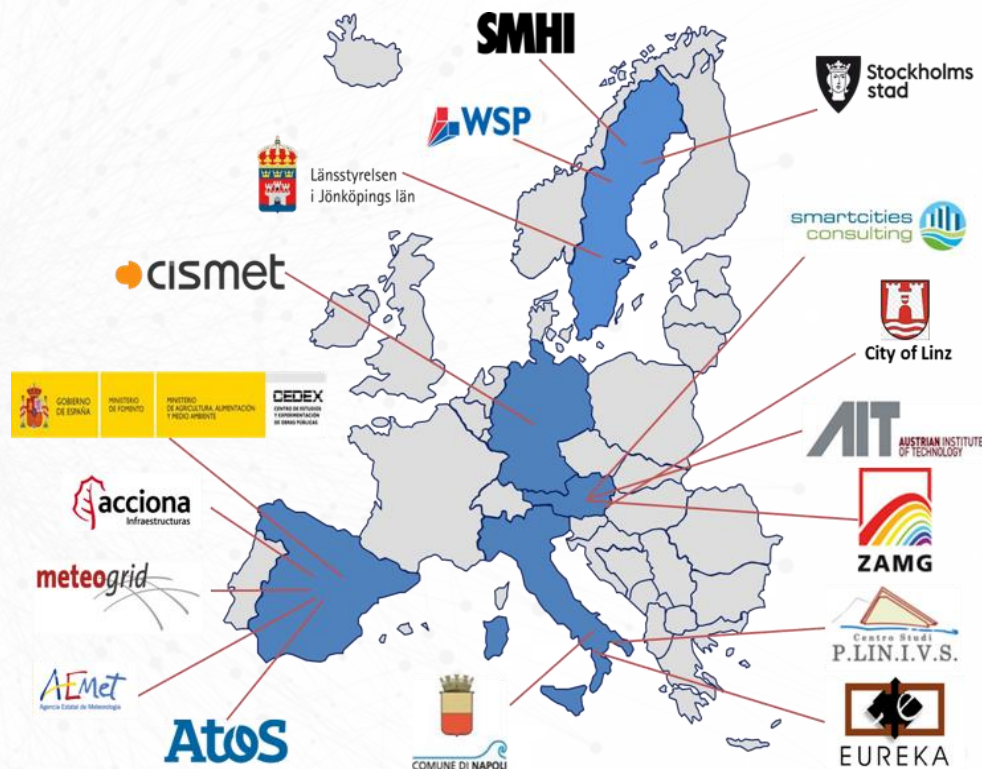 SMHI
Stockholms
stad
WSP
Länsstyrelsen
i Jönköpings län
smartcities
consulting
cismet
City of Linz
GOBIERNO
DE ESPAÑA
MINISTERIO
DE FOMENTO
MINISTERIO
DE AGRICULTURA, ALIMENTACIÓN
Y MEDIO AMBIENTE
CEDEX
CENTRO DE ESTUDIOS
Y EXPERIMENTACIÓN
DE OBRAS PÚBLICAS
AIT
AUSTRIAN INSTITUTE
OF TECHNOLOGY
acciona
Infraestructuras
ZAMG
meteogrid
Centro Studi
P.LIN.I.V.S.
AEMet
Agencia Estatal de Meteorología
Atos
COMUNE DI NAPOLI
e
EUREKA